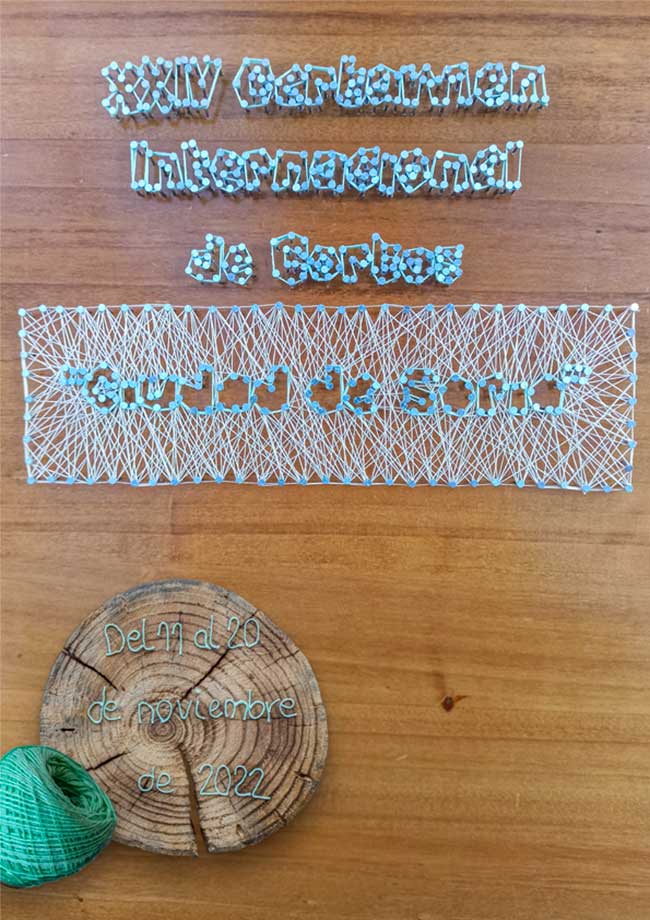 XXIV Certamen
Internacional
de Cortos
"Ciudad de Soria"
Del 11 al 20
de noviembre
de 2022